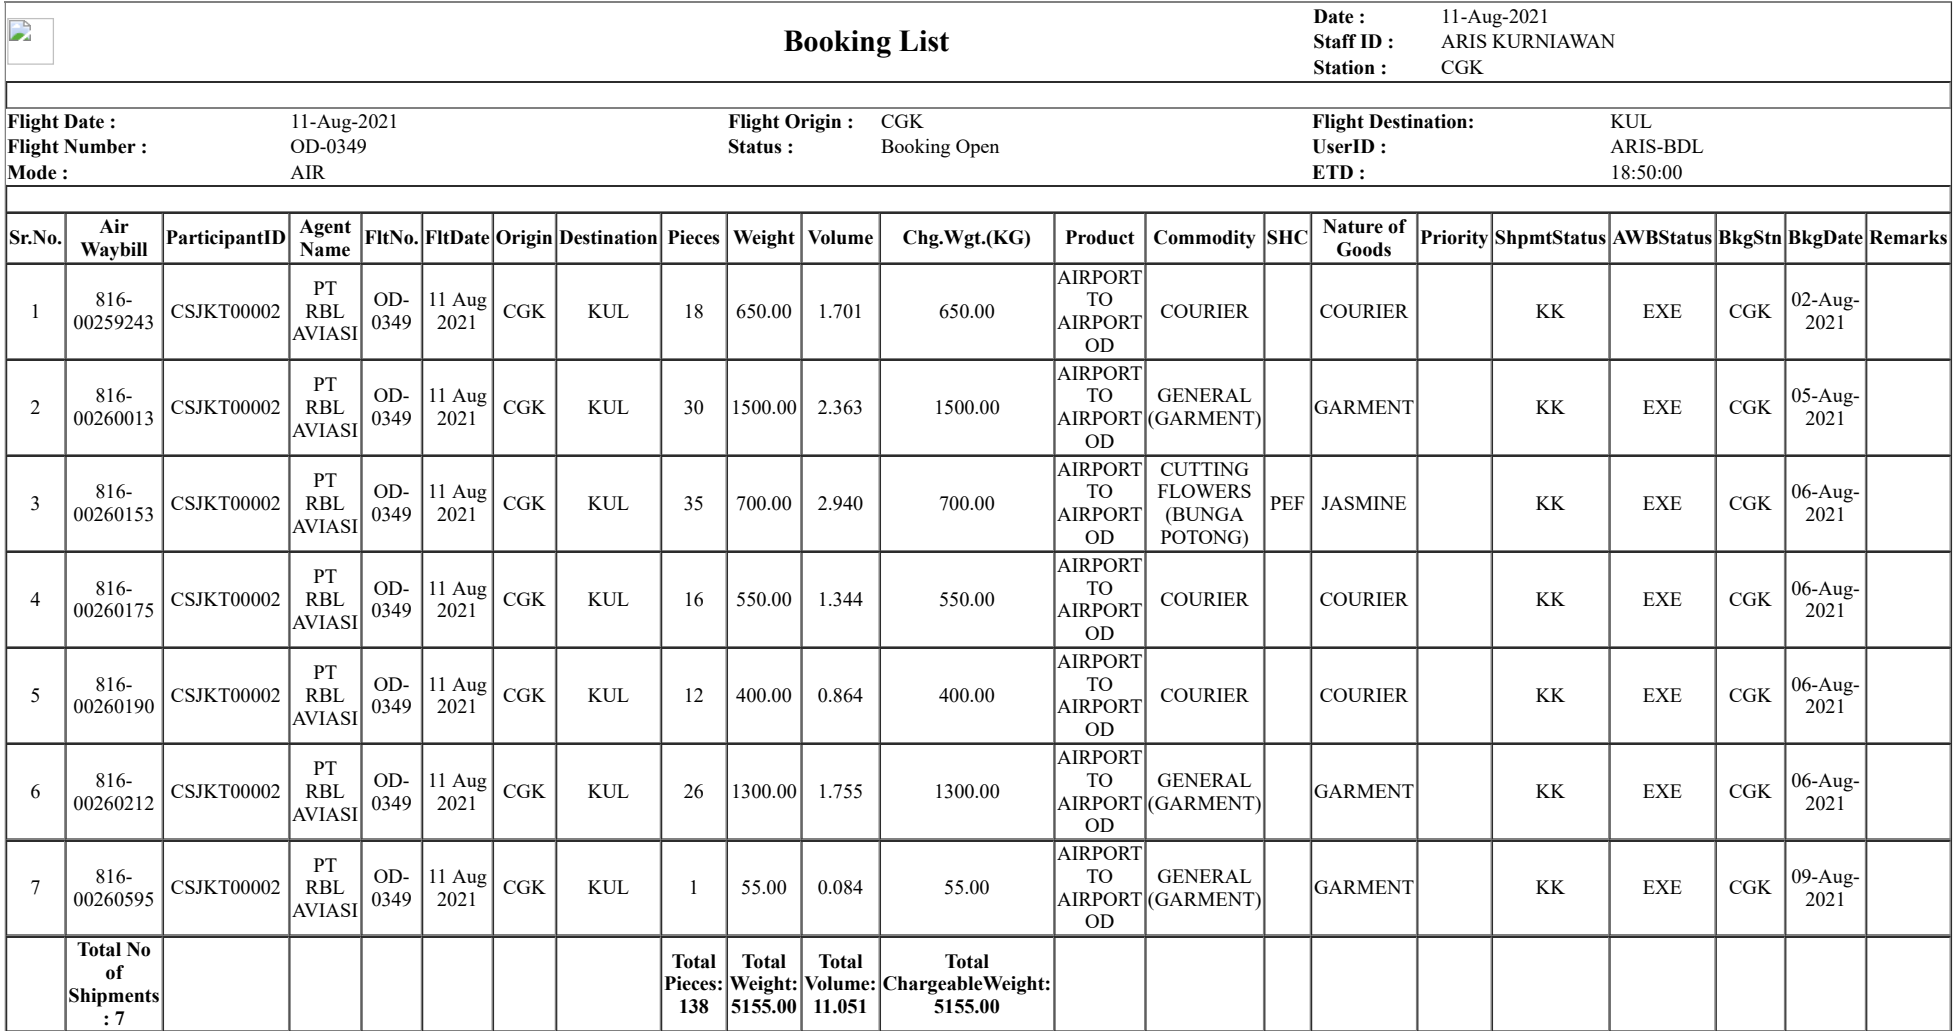 Booking List
Date : 11-Aug-2021
Staff ID : ARIS KURNIAWAN
Station : CGK
Flight Date : 11-Aug-2021 Flight Origin : CGK Flight Destination: KUL
Flight Number : OD-0349 Status : Booking Open UserID : ARIS-BDL
Mode : AIR ETD : 18:50:00
Sr.No. Air Waybill ParticipantID Agent Name FltNo. FltDate Origin Destination Pieces Weight Volume Chg.Wgt.(KG) Product Commodity SHC Nature of Goods Priority ShpmtStatus AWBStatus BkgStn BkgDate Remarks
1 816-00259243 CSJKT00002 PT RBL AVIASI OD-0349 11 Aug 2021 CGK KUL 18 650.00 1.701 650.00 AIRPORT TO AIRPORT OD COURIER COURIER KK EXE CGK 02-Aug-2021
2 816-00260013 CSJKT00002 PT RBL AVIASI OD-0349 11 Aug 2021 CGK KUL 30 1500.00 2.363 1500.00 AIRPORT TO AIRPORT OD GENERAL (GARMENT) GARMENT KK EXE CGK 05-Aug-2021
3 816-00260153 CSJKT00002 PT RBL AVIASI OD-0349 11 Aug 2021 CGK KUL 35 700.00 2.940 700.00 AIRPORT TO AIRPORT OD CUTTING FLOWERS (BUNGA POTONG) PEF JASMINE KK EXE CGK 06-Aug-2021
4 816-00260175 CSJKT00002 PT RBL AVIASI OD-0349 11 Aug 2021 CGK KUL 16 550.00 1.344 550.00 AIRPORT TO AIRPORT OD COURIER COURIER KK EXE CGK 06-Aug-2021
5 816-00260190 CSJKT00002 PT RBL AVIASI OD-0349 11 Aug 2021 CGK KUL 12 400.00 0.864 400.00 AIRPORT TO AIRPORT OD COURIER COURIER KK EXE CGK 06-Aug-2021
6 816-00260212 CSJKT00002 PT RBL AVIASI OD-0349 11 Aug 2021 CGK KUL 26 1300.00 1.755 1300.00 AIRPORT TO AIRPORT OD GENERAL (GARMENT) GARMENT KK EXE CGK 06-Aug-2021
7 816-00260595 CSJKT00002 PT RBL AVIASI OD-0349 11 Aug 2021 CGK KUL 1 55.00 0.084 55.00 AIRPORT TO AIRPORT OD GENERAL (GARMENT) GARMENT KK EXE CGK 09-Aug-2021
Total No of Shipments : 7 Total Pieces: 138 Total Weight: 5155.00 Total Volume: 11.051 Total ChargeableWeight: 5155.00